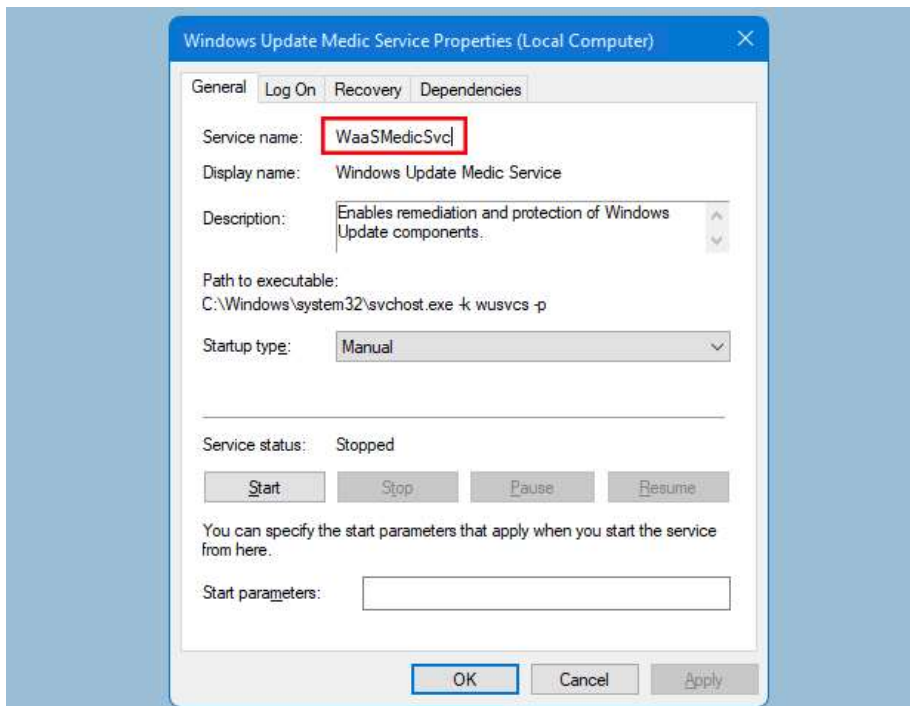 Windows Update Medic Service Properties (Local Computer)
General Log On Recovery Dependencies
Service name: WaaSMedicSvc
Display name: Windows Update Medic Service
Description: Enables remediation and protection of Windows
Update components.
Path to executable:
C:\Windows\system32\svchost.exe -k wusvcs -p
Startup type: Manual
Service status: Stopped
Start Stop Pause Resume
You can specify the start parameters that apply when you start the service
from here.
Start parameters:
OK Cancel Apply